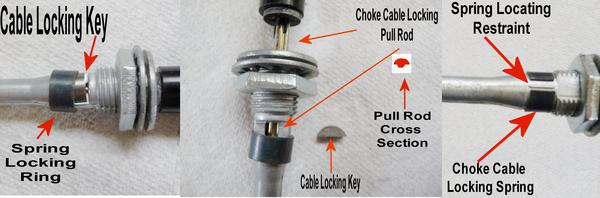 Cable Locking Key
Spring
Locking
Ring
Choke Cable Locking
Pull Rod
Pull Rod
Cross
Section
Cable Locking Key
Spring Locating
Restraint
Choke Cable
Locking Spring